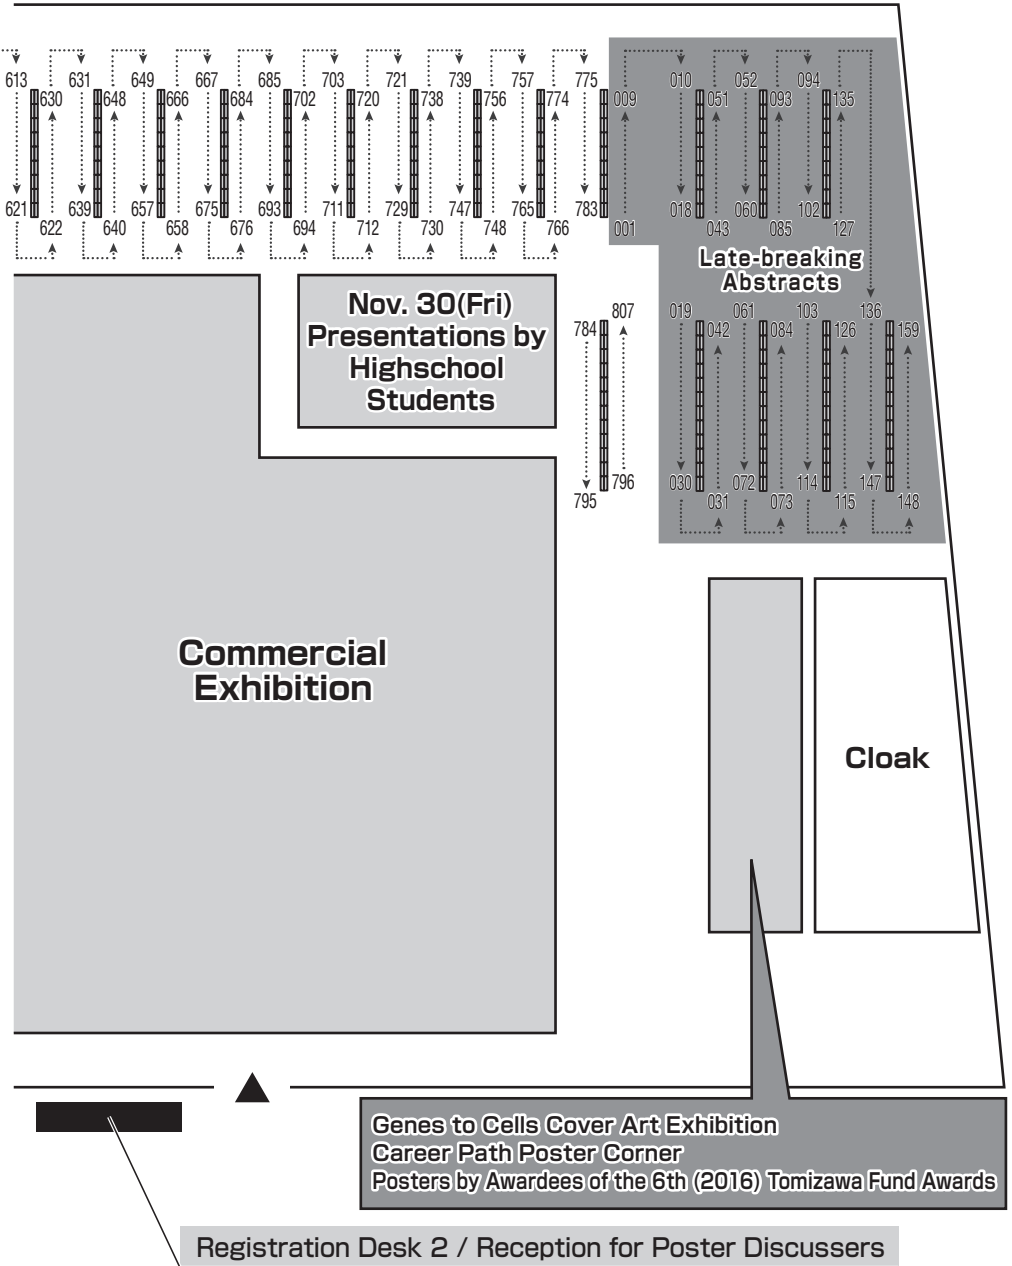 613 631 649 667 685 703 721 739 757 775 010 052 094
630 648 666 684 702 720 738 756 774 009 051 093 135
621 639 657 675 693 711 729 747 765 783 018 060 102
622 640 658 676 694 712 730 748 766 001 043 085 127
Late-breaking
Abstracts
Nov. 30(Fri)
Presentations by
Highschool
Students
807 019 061 103 136
784 042 084 126 159
796 030 072 114 147
795 031 073 115 148
Commercial
Exhibition
Cloak
Genes to Cells Cover Art Exhibition
Career Path Poster Corner
Posters by Awardees of the 6th (2016) Tomizawa Fund Awards
Registration Desk 2 / Reception for Poster Discussers